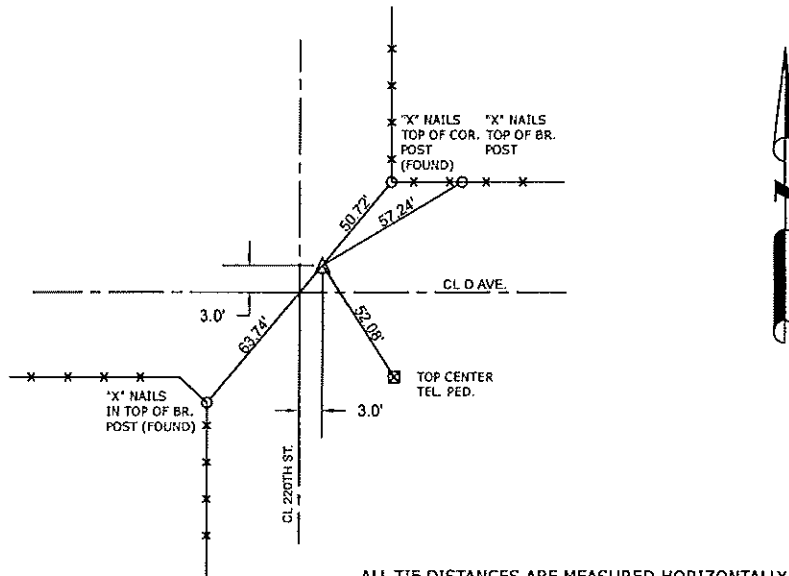 "X" NAILS
TOP OF COR.
POST
(FOUND)
"X" NAILS
TOP OF BR.
POST
50.72'
57.24'
CL D AVE.
3.0'
63.74'
52.08'
TOP CENTER
TEL. PED.
"X" NAILS
IN TOP OF BR.
POST (FOUND)
3.0'
CL 220TH ST.
ALL TIE DISTANCES ARE MEASURED HORIZONTALLY